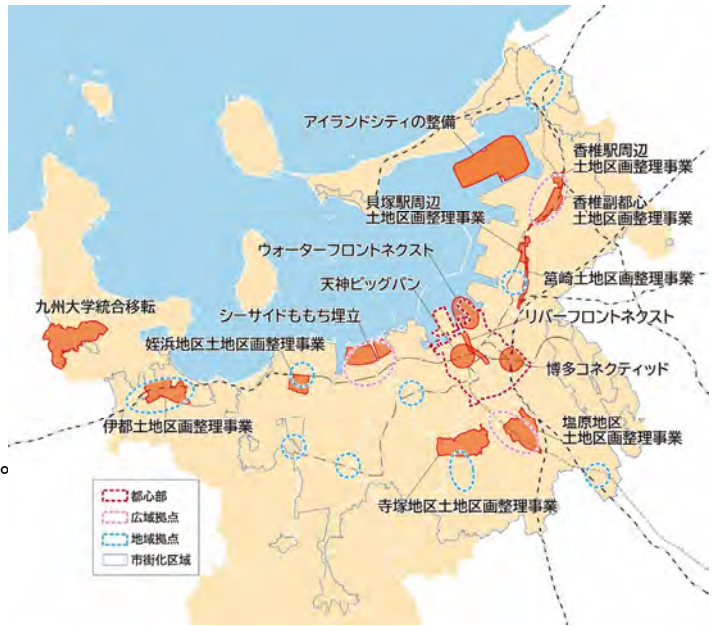 アイランドシティの整備
香椎駅周辺
土地区画整理事業
貝塚駅周辺
土地区画整理事業
香椎副都心
土地区画整理事業
ウォーターフロントネクスト
筥崎土地区画整理事業
天神ビッグバン
九州大学統合移転
シーサイドももち埋立
リバーフロントネクスト
姪浜地区土地区画整理事業
博多コネクティッド
伊都土地区画整理事業
塩原地区
土地区画整理事業
寺塚地区土地区画整理事業
。
都心部
広域拠点
地域拠点
市街化区域